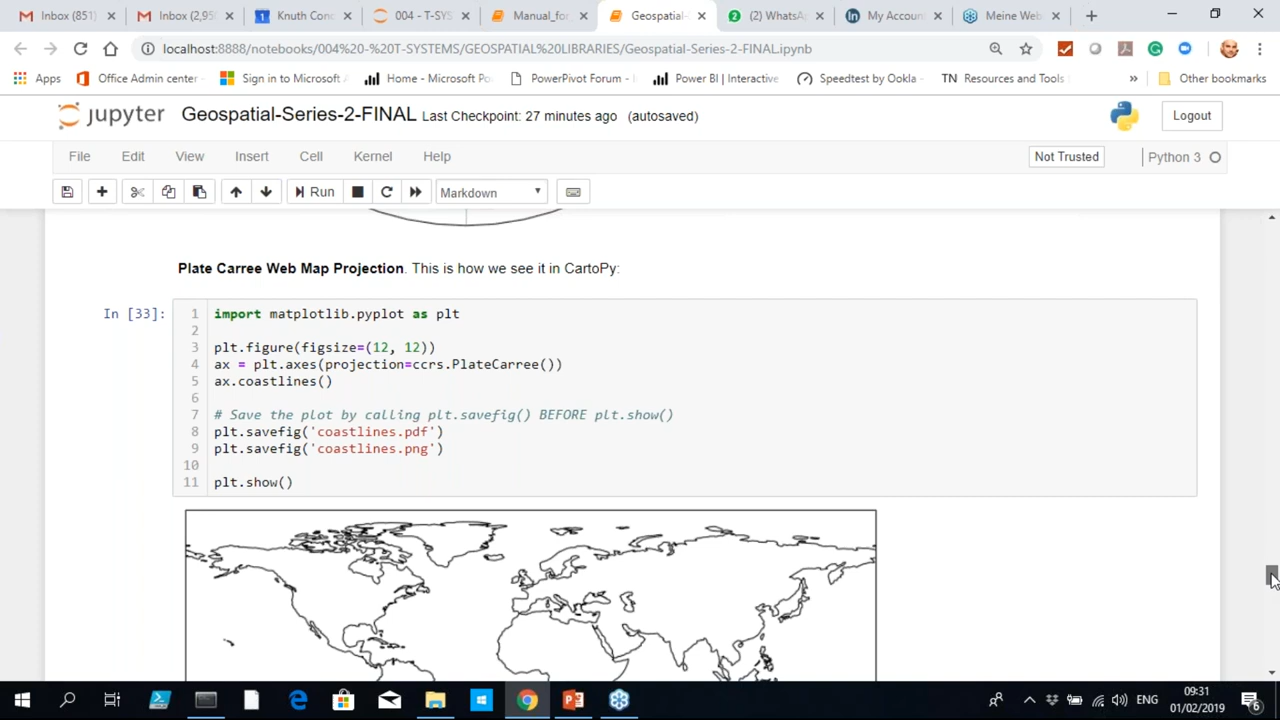 Inbox (851)
Inbox (2,95
Knuth Con
004 - T-SYS
Manual_for
Geospatial-
(2) WhatsA
My Accoun
Meine Web
localhost:8888/notebooks/004%20-%20T-SYSTEMS/GEOSPATIAL%20LIBRARIES/Geospatial-Series-2-FINAL.ipynb
Apps
Office Admin center -
Sign in to Microsoft
Home - Microsoft Po
PowerPivot Forum -
Power BI | Interactive
Speedtest by Ookla -
TN Resources and Tools
»
Other bookmarks
jupyter
Geospatial-Series-2-FINAL Last Checkpoint: 27 minutes ago (autosaved)
Logout
File Edit View Insert Cell Kernel Help
Not Trusted
Python 3
Run
Markdown
Plate Carree Web Map Projection. This is how we see it in CartoPy:
In [33]:
1 import matplotlib.pyplot as plt
2
3 plt.figure(figsize=(12, 12))
4 ax = plt.axes(projection=ccrs.PlateCarree())
5 ax.coastlines()
6
7 # Save the plot by calling plt.savefig() BEFORE plt.show()
8 plt.savefig('coastlines.pdf')
9 plt.savefig('coastlines.png')
10
11 plt.show()
ENG
09:31
01/02/2019
6